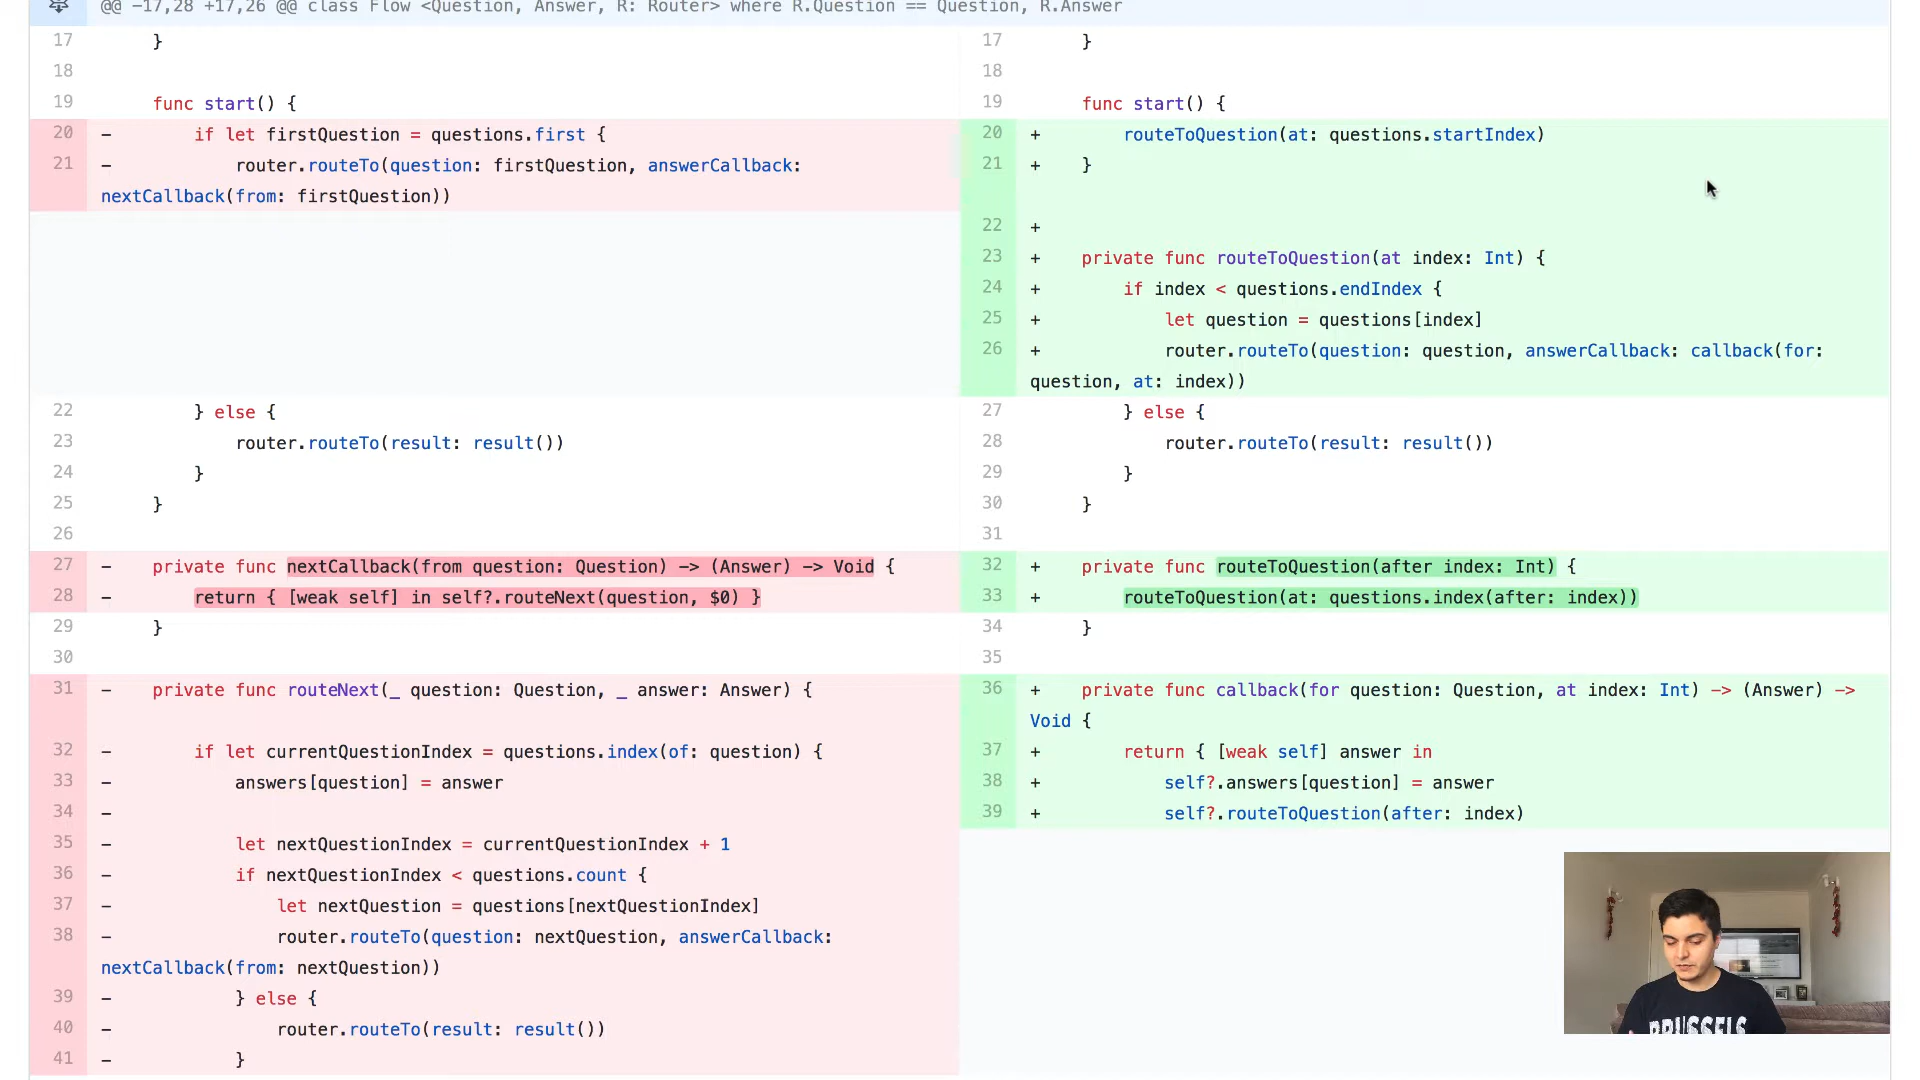 @@ -17,28 +17,26 @@ class Flow <Question, Answer, R: Router> where R.Question == Question, R.Answer
17 }
18
19 func start() {
20 - if let firstQuestion = questions.first {
21 - router.routeTo(question: firstQuestion, answerCallback:
nextCallback(from: firstQuestion))
22 } else {
23 router.routeTo(result: result())
24 }
25 }
26
27 - private func nextCallback(from question: Question) -> (Answer) -> Void {
28 - return { [weak self] in self?.routeNext(question, $0) }
29 }
30
31 - private func routeNext(_ question: Question, _ answer: Answer) {
32 - if let currentQuestionIndex = questions.index(of: question) {
33 - answers[question] = answer
34 -
35 - let nextQuestionIndex = currentQuestionIndex + 1
36 - if nextQuestionIndex < questions.count {
37 - let nextQuestion = questions[nextQuestionIndex]
38 - router.routeTo(question: nextQuestion, answerCallback:
nextCallback(from: nextQuestion))
39 - } else {
40 - router.routeTo(result: result())
41 - }
17 }
18
19 func start() {
20 + routeToQuestion(at: questions.startIndex)
21 + }
22 +
23 + private func routeToQuestion(at index: Int) {
24 + if index < questions.endIndex {
25 + let question = questions[index]
26 + router.routeTo(question: question, answerCallback: callback(for:
question, at: index))
27 } else {
28 router.routeTo(result: result())
29 }
30 }
31
32 + private func routeToQuestion(after index: Int) {
33 + routeToQuestion(at: questions.index(after: index))
34 }
35
36 + private func callback(for question: Question, at index: Int) -> (Answer) ->
Void {
37 + return { [weak self] answer in
38 + self?.answers[question] = answer
39 + self?.routeToQuestion(after: index)
BRUSSELS